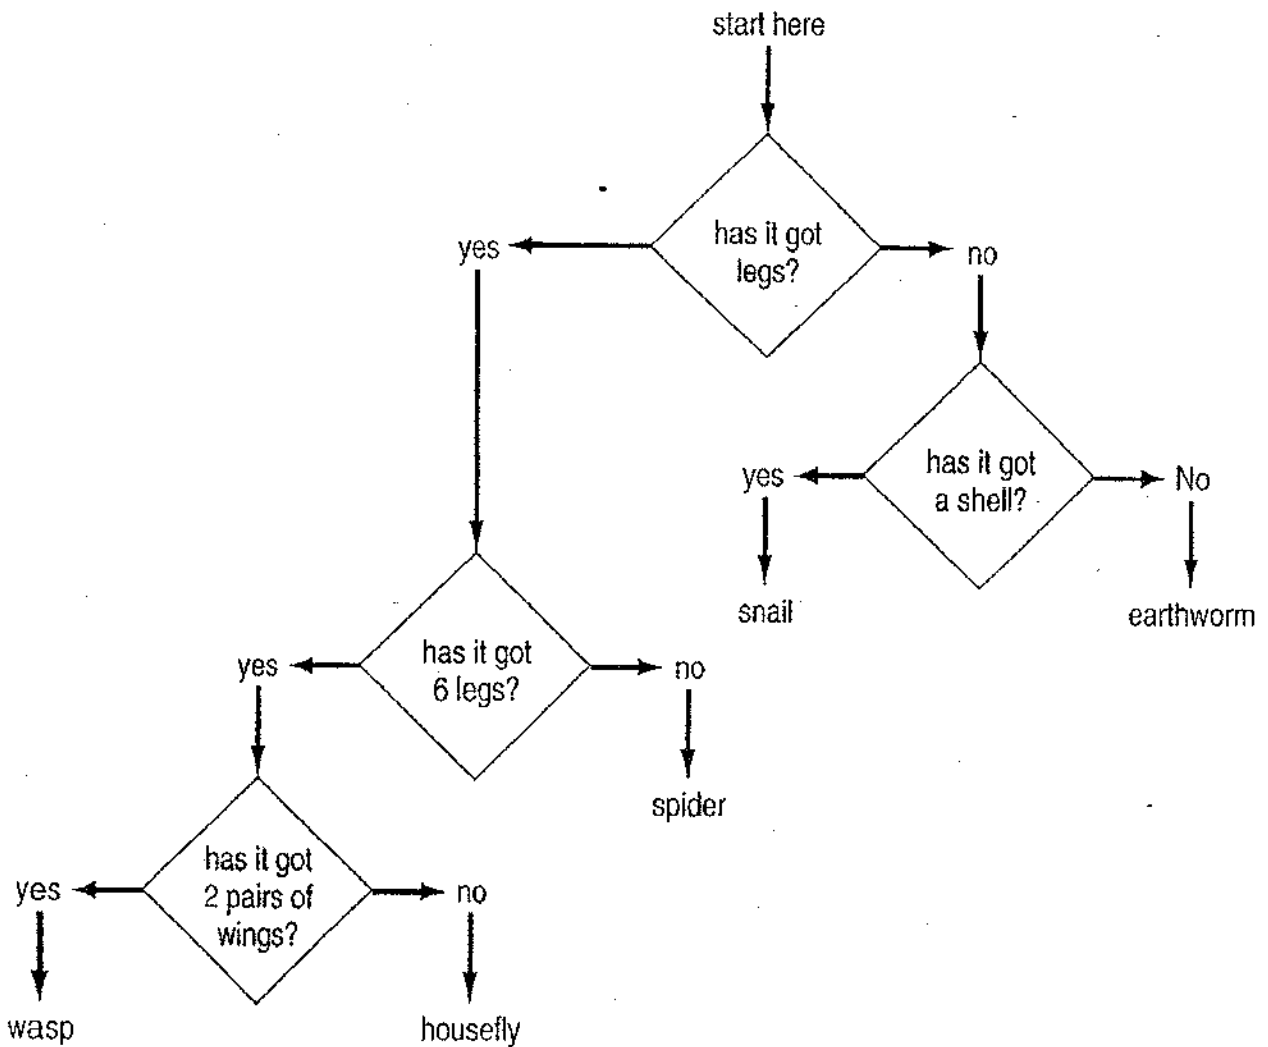 start here
has it got
legs?
yes
no
has it got
a shell?
yes
No
snail
earthworm
has it got
6 legs?
yes
no
spider
has it got
2 pairs of
wings?
yes
no
wasp
housefly